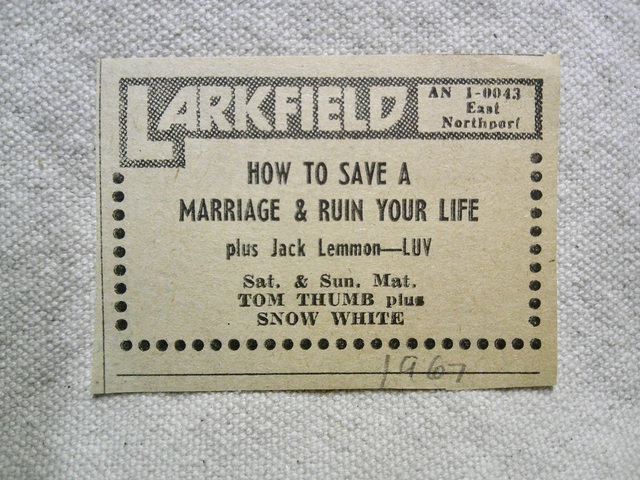 LARKFIELD
AN 1-0043
East
Northport
HOW TO SAVE A
MARRIAGE & RUIN YOUR LIFE
plus Jack Lemmon—LUV
Sat. & Sun. Mat.
TOM THUMB plus
SNOW WHITE
1967